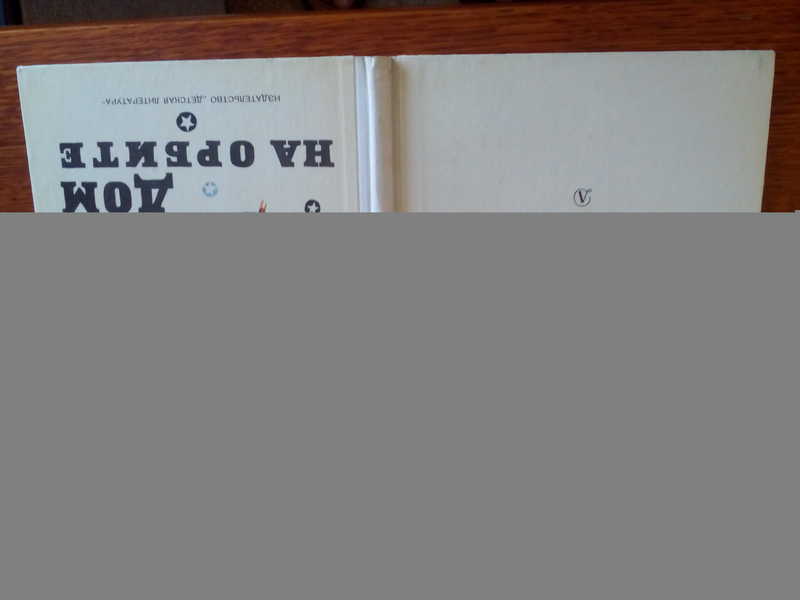 ДОМ
НА ОРБИТЕ
ИЗДАТЕЛЬСТВО „ДЕТСКАЯ ЛИТЕРАТУРА"